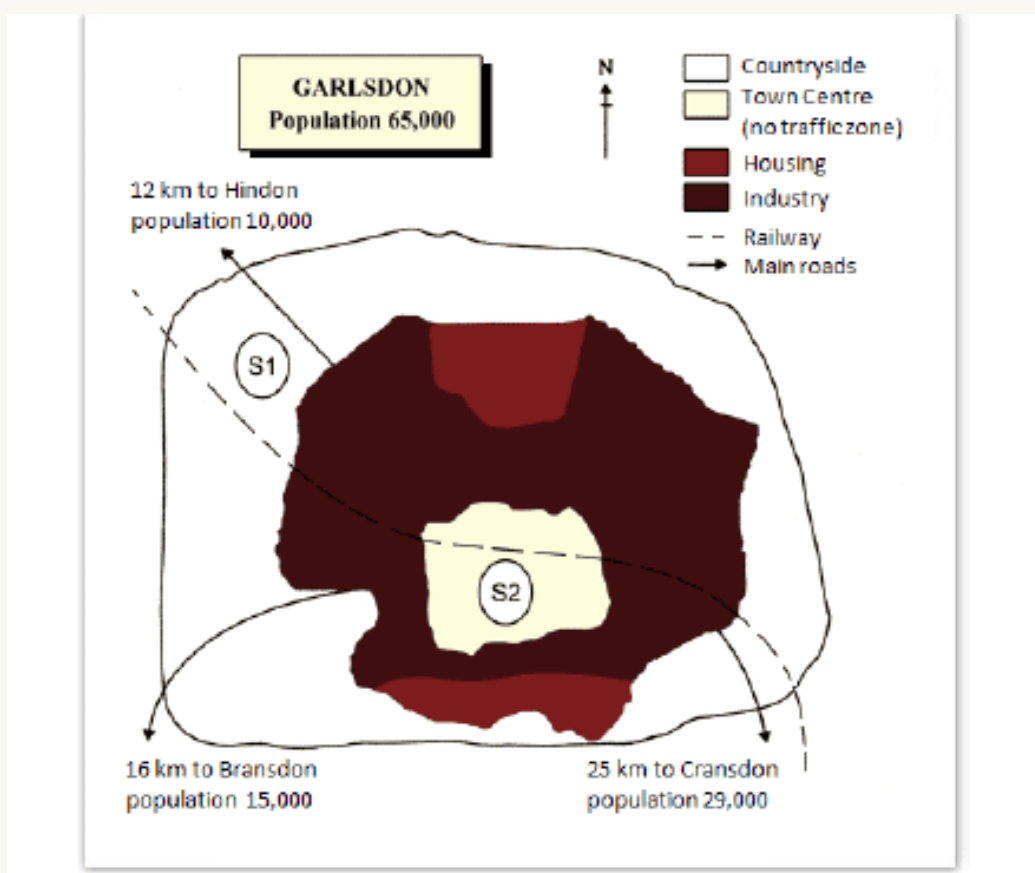 GARLSDON
Population 65,000
N
Countryside
Town Centre
(no traffic zone)
Housing
Industry
Railway
Main roads
12 km to Hindon
population 10,000
S1
S2
16 km to Bransdon
population 15,000
25 km to Cransdon
population 29,000